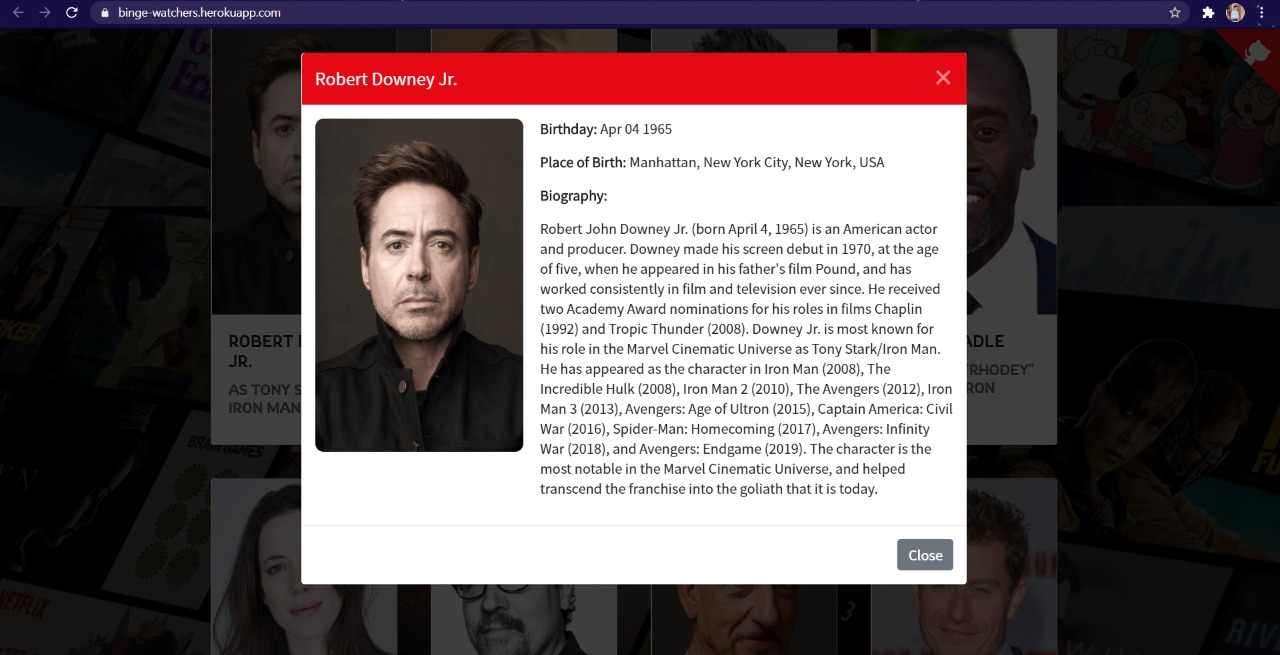 binge-watchers.herokuapp.com
Robert Downey Jr.
×
Birthday: Apr 04 1965
Place of Birth: Manhattan, New York City, New York, USA
Biography:
Robert John Downey Jr. (born April 4, 1965) is an American actor
and producer. Downey made his screen debut in 1970, at the age
of five, when he appeared in his father's film Pound, and has
worked consistently in film and television ever since. He received
two Academy Award nominations for his roles in films Chaplin
(1992) and Tropic Thunder (2008). Downey Jr. is most known for
his role in the Marvel Cinematic Universe as Tony Stark/Iron Man.
He has appeared as the character in Iron Man (2008), The
Incredible Hulk (2008), Iron Man 2 (2010), The Avengers (2012), Iron
Man 3 (2013), Avengers: Age of Ultron (2015), Captain America: Civil
War (2016), Spider-Man: Homecoming (2017), Avengers: Infinity
War (2018), and Avengers: Endgame (2019). The character is the
most notable in the Marvel Cinematic Universe, and helped
transcend the franchise into the goliath that it is today.
Close
ROBERT
JR.
AS TONY S
IRON MAN
ADLE
"RHODEY"
RON
BRAIN GAMES
NETFLIX
3